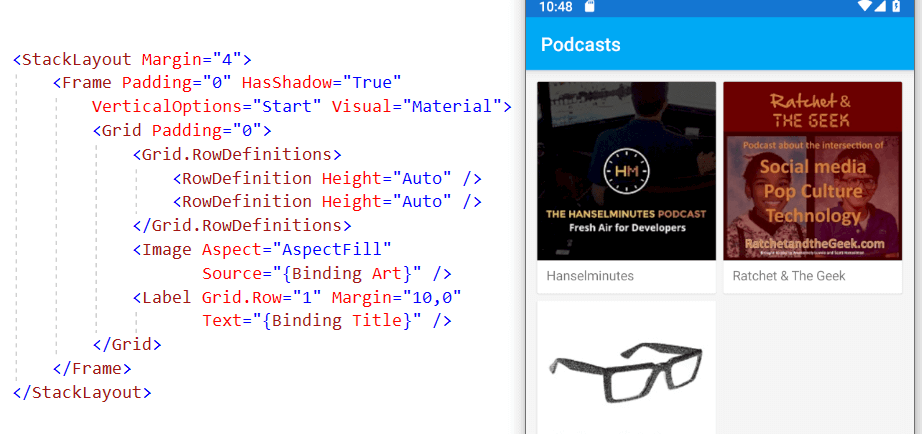 <StackLayout Margin="4">
<Frame Padding="0" HasShadow="True"
VerticalOptions="Start" Visual="Material">
<Grid Padding="0">
<Grid.RowDefinitions>
<RowDefinition Height="Auto" />
<RowDefinition Height="Auto" />
</Grid.RowDefinitions>
<Image Aspect="AspectFill"
Source="{Binding Art}" />
<Label Grid.Row="1" Margin="10,0"
Text="{Binding Title}" />
</Grid>
</Frame>
</StackLayout>
10:48
Podcasts
HM
THE HANSELMINUTES PODCAST
Fresh Air for Developers
Hanselminutes
Ratchet &
THE GEEK
Podcast about the intersection of
Social media
Pop Culture
Technology
RatchetandtheGeek.com
Ratchet & The Geek